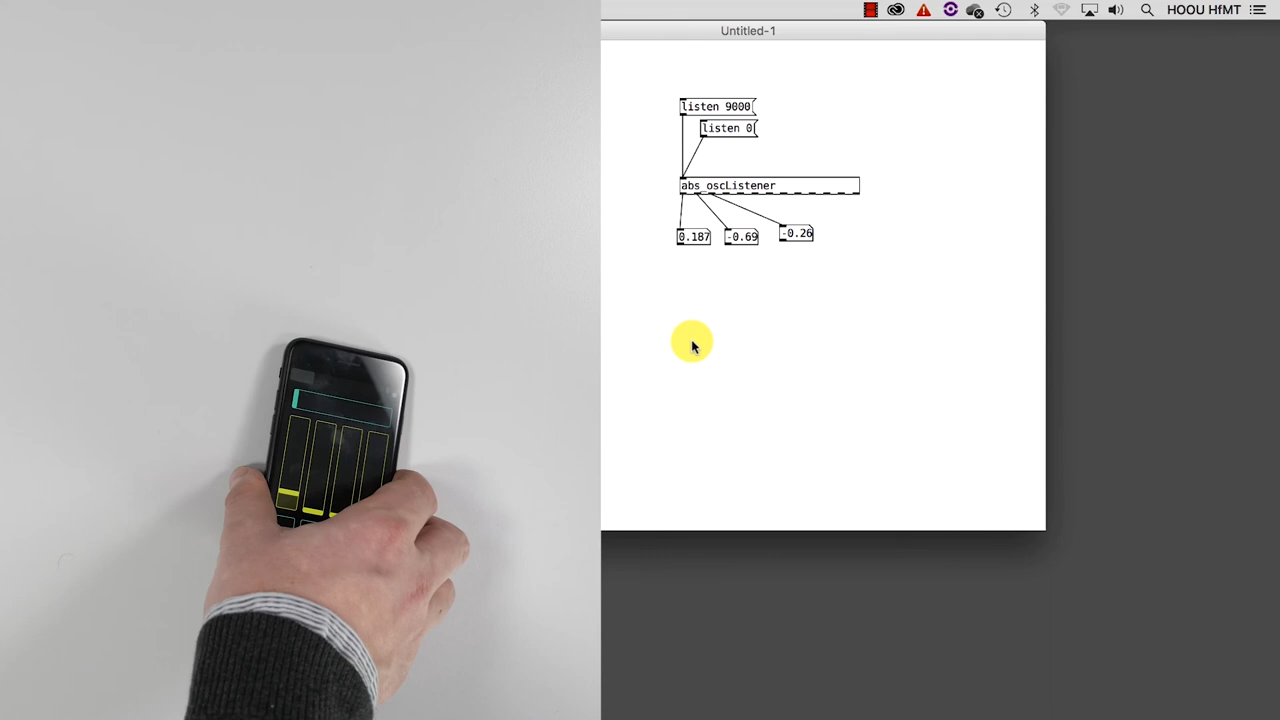 HOOU HfMT
Untitled-1
listen 9000
listen 0
abs_oscListener
0.187
-0.69
-0.26